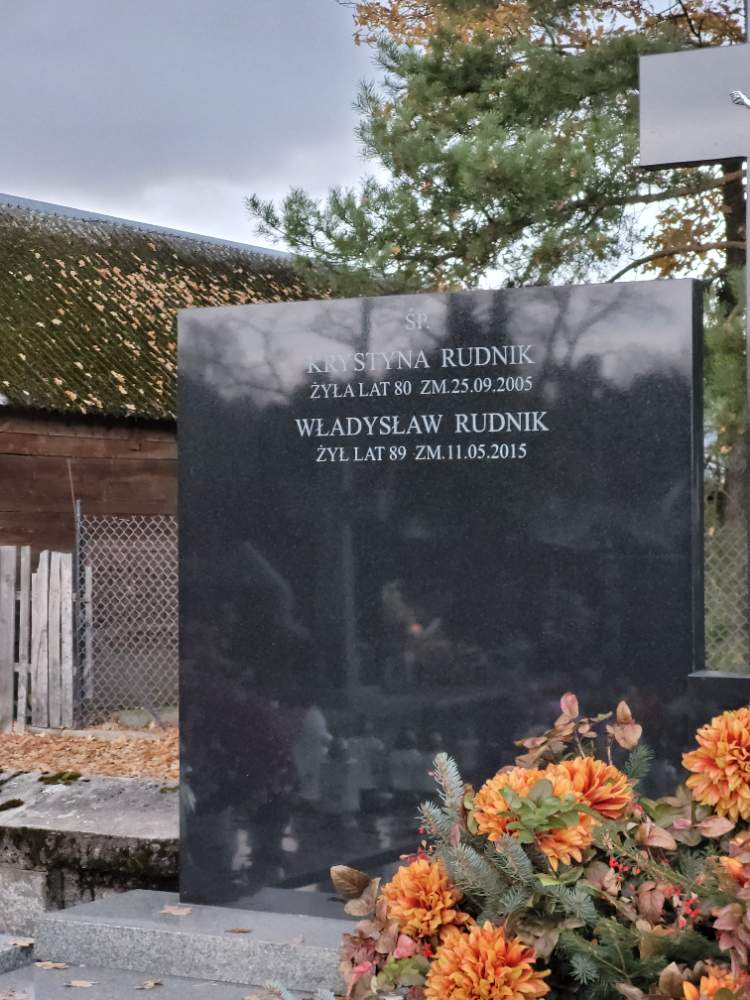 ŚP.
KRYSTYNA RUDNIK
ŻYŁA LAT 80 ZM.25.09.2005
WŁADYSŁAW RUDNIK
ŻYŁ LAT 89 ZM.11.05.2015